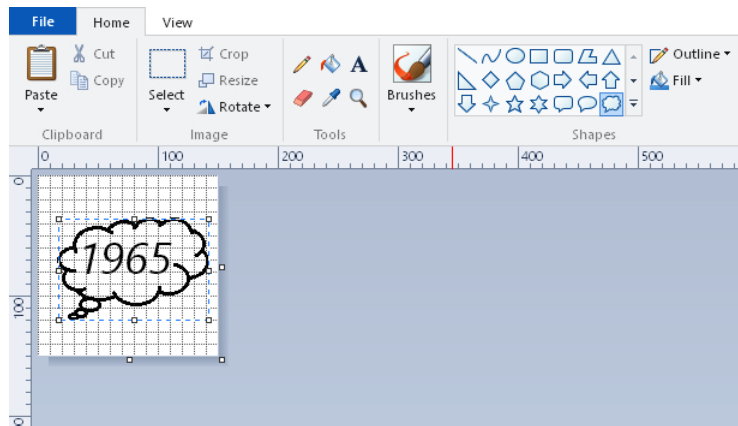 File Home View
Cut Crop Outline
Copy Resize A Fill
Paste Select Rotate Brushes
Clipboard Image Tools Shapes
0 100 200 300 400 500
0
1965
100